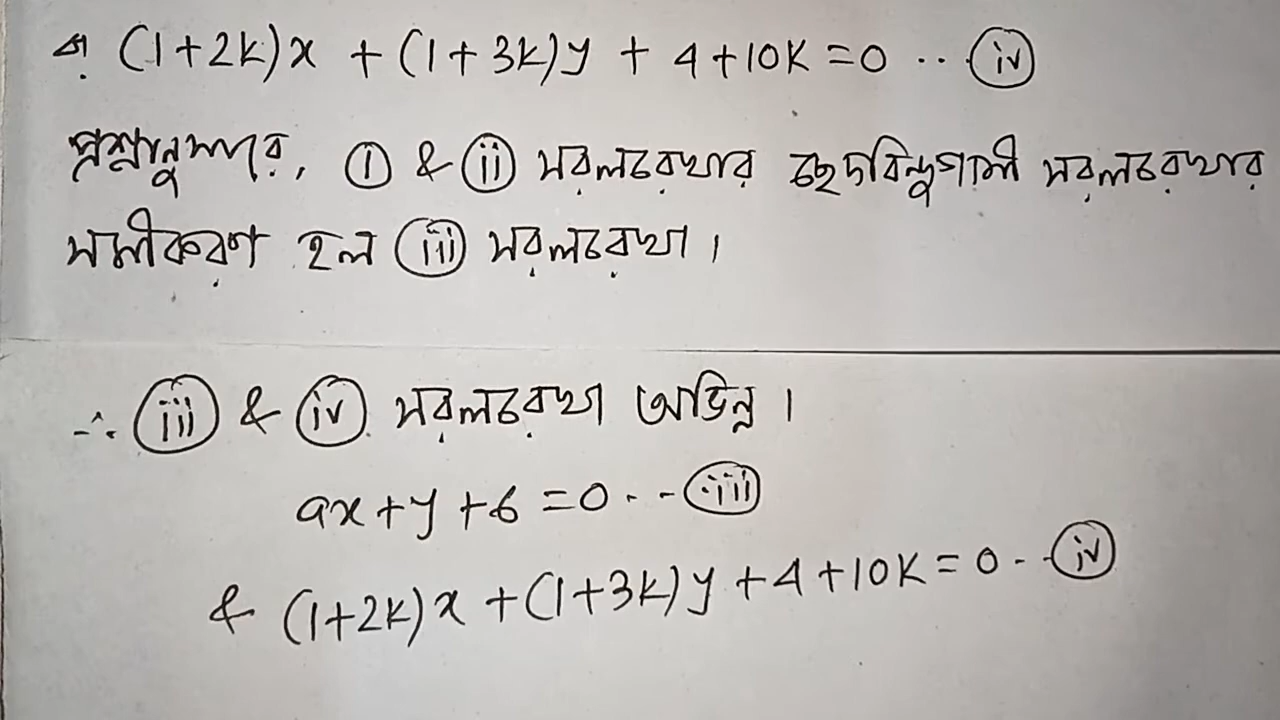 বা, (1+2k)x + (1+3k)y + 4+10k = 0 ... (iv)
প্রশ্নানুসারে, (i) & (ii) সরলরেখার ছেদবিন্দুগামী সরলরেখার
সমীকরণ হল (iii) সরলরেখা।
∴ (iii) & (iv) সরলরেখা অভিন্ন।
ax+y+6=0 - - (iii)
& (1+2k)x + (1+3k)y + 4+10k = 0 - - (iv)